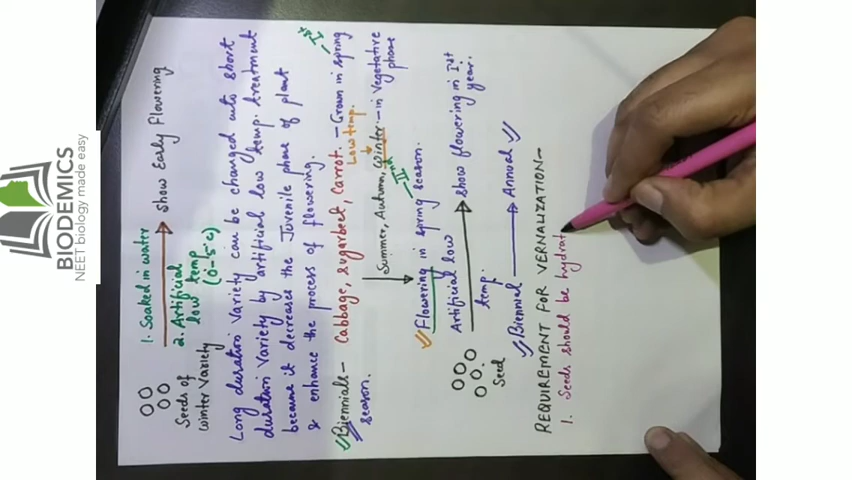 BIODEMICS
NEET biology made easy
1. Soaked in water
2. Artificial
low temp
(0-5°C)
Show Early Flowering
Seeds of
winter Variety
Long duration Variety can be changed into short
duration Variety by artificial low temp. treatment
because it decreases the Juvenile phase of plant
& enhance the process of flowering.
Biennials- Cabbage, sugarbeet, Carrot. - Grown in spring
season.
Low temp.
Summer, Autumn, Winter - in Vegetative
phase
Flowering in spring season.
Artificial low
temp.
Show flowering in Ist
year.
Seed
Biennial Annual
REQUIREMENT FOR VERNALIZATION-
1. Seeds should be hydrat